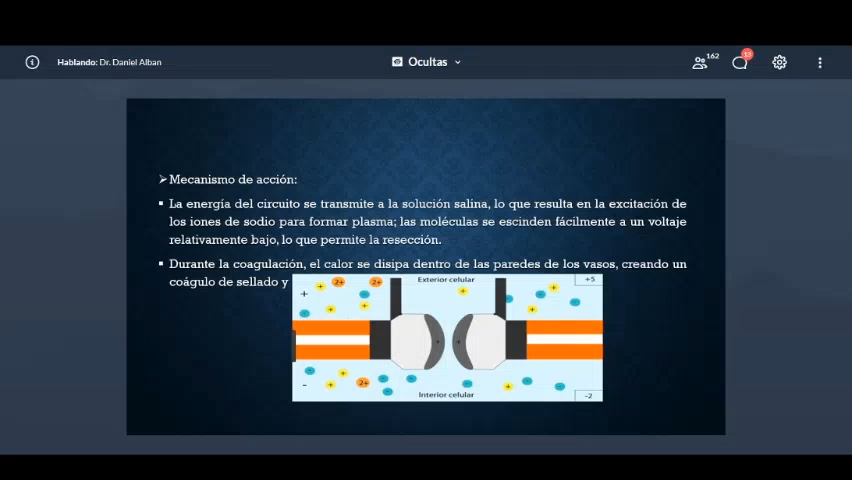 Hablando: Dr. Daniel Alban
Ocultas
162
13
Mecanismo de acción:
La energía del circuito se transmite a la solución salina, lo que resulta en la excitación de
los iones de sodio para formar plasma; las moléculas se escinden fácilmente a un voltaje
relativamente bajo, lo que permite la resección.
Durante la coagulación, el calor se disipa dentro de las paredes de los vasos, creando un
coágulo de sellado y
Exterior celular
+5
2+
2+
2+
Interior celular
-2